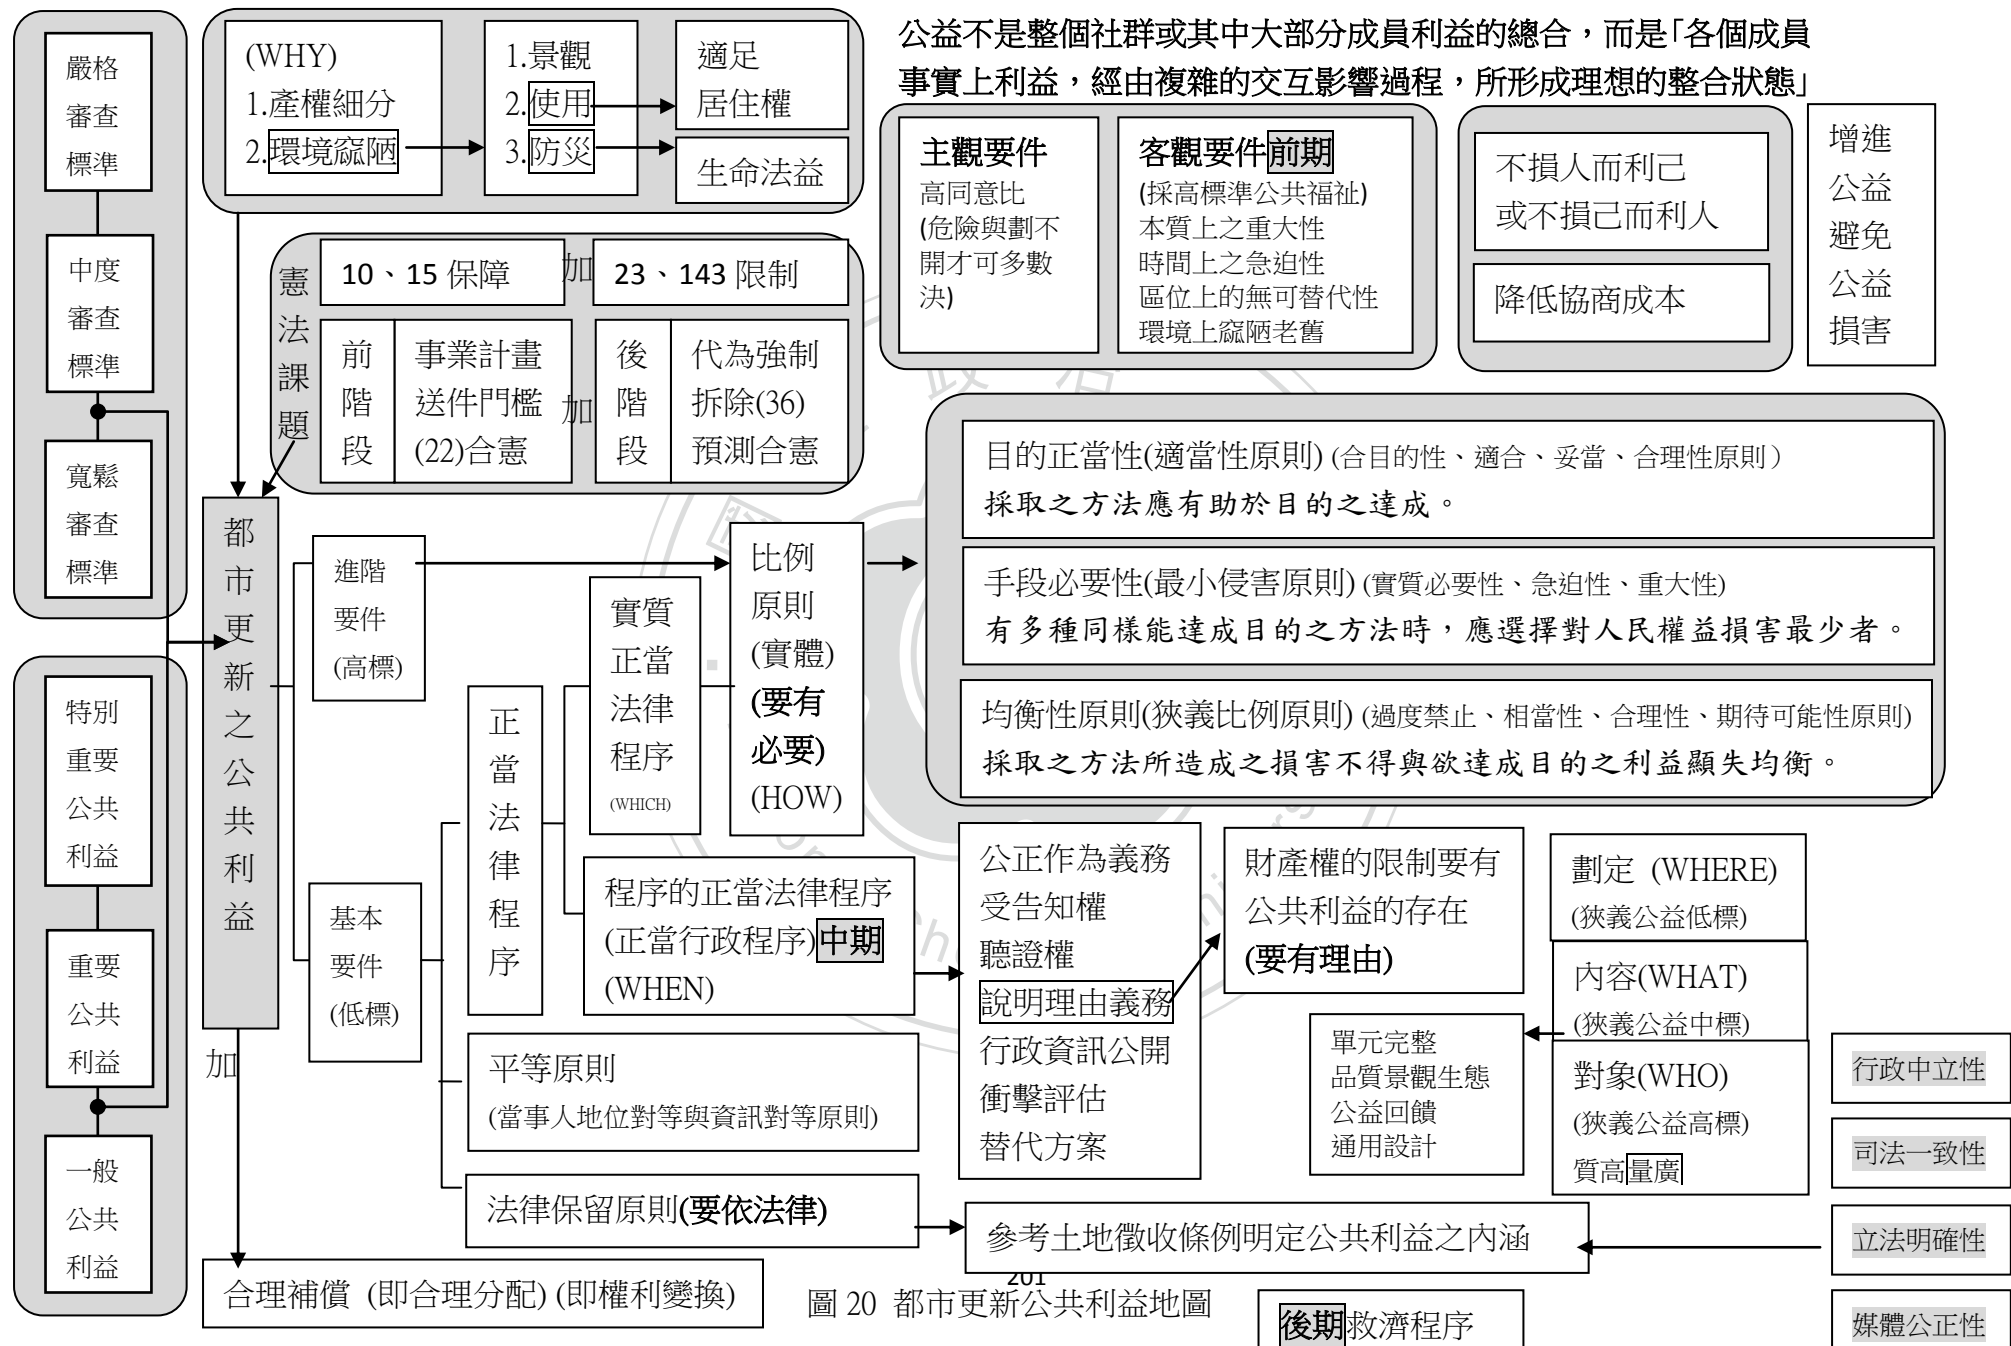 嚴格
審查
標準
中度
審查
標準
寬鬆
審查
標準
特別
重要
公共
利益
重要
公共
利益
一般
公共
利益
(WHY)
1.產權細分
2.環境窳陋
1.景觀
2.使用
3.防災
適足
居住權
生命法益
公益不是整個社群或其中大部分成員利益的總合，而是「各個成員
事實上利益，經由複雜的交互影響過程，所形成理想的整合狀態」
主觀要件
高同意比
(危險與劃不
開才可多數
決)
客觀要件前期
(採高標準公共福祉)
本質上之重大性
時間上之急迫性
區位上的無可替代性
環境上窳陋老舊
不損人而利己
或不損己而利人
降低協商成本
增進
公益
避免
公益
損害
憲法課題
10、15 保障
加
23、143 限制
前階段
事業計畫
送件門檻
(22)合憲
加
後階段
代為強制
拆除(36)
預測合憲
都市更新之公共利益
進階
要件
(高標)
基本
要件
(低標)
正當法律程序
實質
正當
法律
程序
(WHICH)
比例
原則
(實體)
(要有
必要)
(HOW)
目的正當性(適當性原則) (合目的性、適合、妥當、合理性原則）
採取之方法應有助於目的之達成。
手段必要性(最小侵害原則) (實質必要性、急迫性、重大性)
有多種同樣能達成目的之方法時，應選擇對人民權益損害最少者。
均衡性原則(狹義比例原則) (過度禁止、相當性、合理性、期待可能性原則)
採取之方法所造成之損害不得與欲達成目的之利益顯失均衡。
程序的正當法律程序
(正當行政程序)中期
(WHEN)
平等原則
(當事人地位對等與資訊對等原則)
法律保留原則(要依法律)
公正作為義務
受告知權
聽證權
說明理由義務
行政資訊公開
衝擊評估
替代方案
財產權的限制要有
公共利益的存在
(要有理由)
劃定 (WHERE)
(狹義公益低標)
內容(WHAT)
(狹義公益中標)
對象(WHO)
(狹義公益高標)
質高量廣
單元完整
品質景觀生態
公益回饋
通用設計
行政中立性
司法一致性
立法明確性
媒體公正性
參考土地徵收條例明定公共利益之內涵
加
合理補償 (即合理分配) (即權利變換)
201
圖 20 都市更新公共利益地圖
後期救濟程序